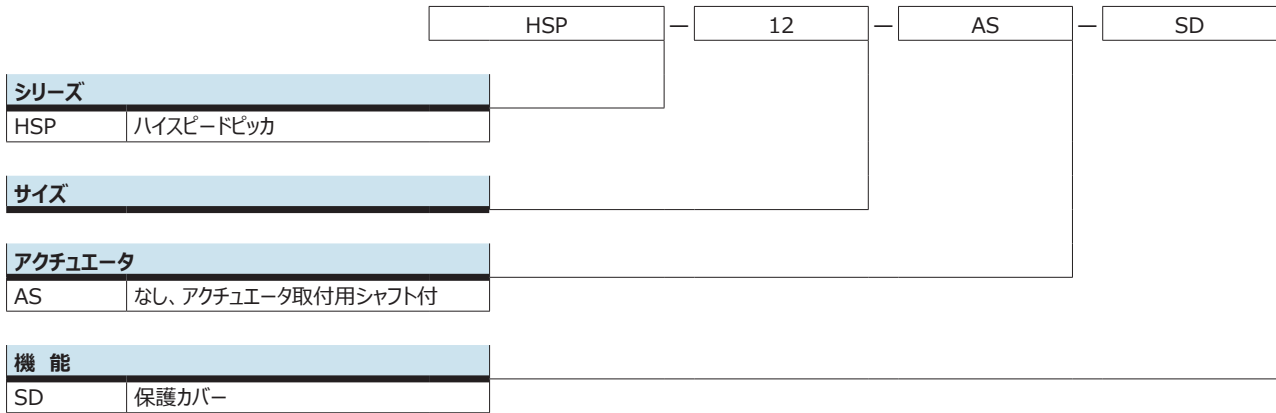 HSP — 12 — AS — SD
シリーズ
HSP ハイスピードピッカ
サイズ
アクチュエータ
AS なし、アクチュエータ取付用シャフト付
機 能
SD 保護カバー